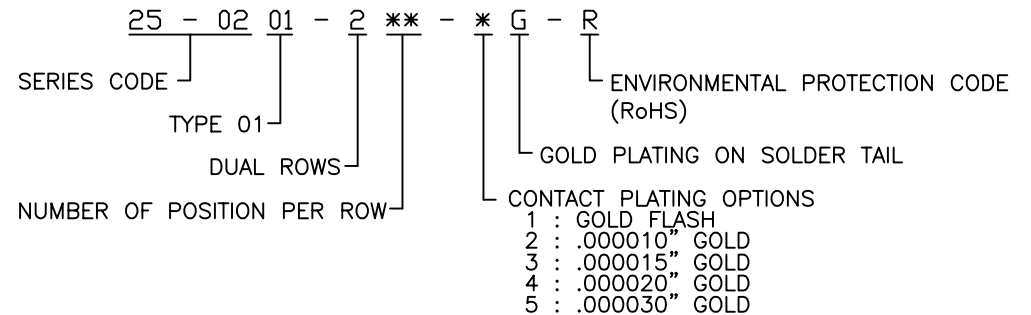 25 - 02 01 - 2 ** - * G - R
SERIES CODE
ENVIRONMENTAL PROTECTION CODE
(RoHS)
TYPE 01
GOLD PLATING ON SOLDER TAIL
DUAL ROWS
NUMBER OF POSITION PER ROW
CONTACT PLATING OPTIONS
1 : GOLD FLASH
2 : .000010" GOLD
3 : .000015" GOLD
4 : .000020" GOLD
5 : .000030" GOLD